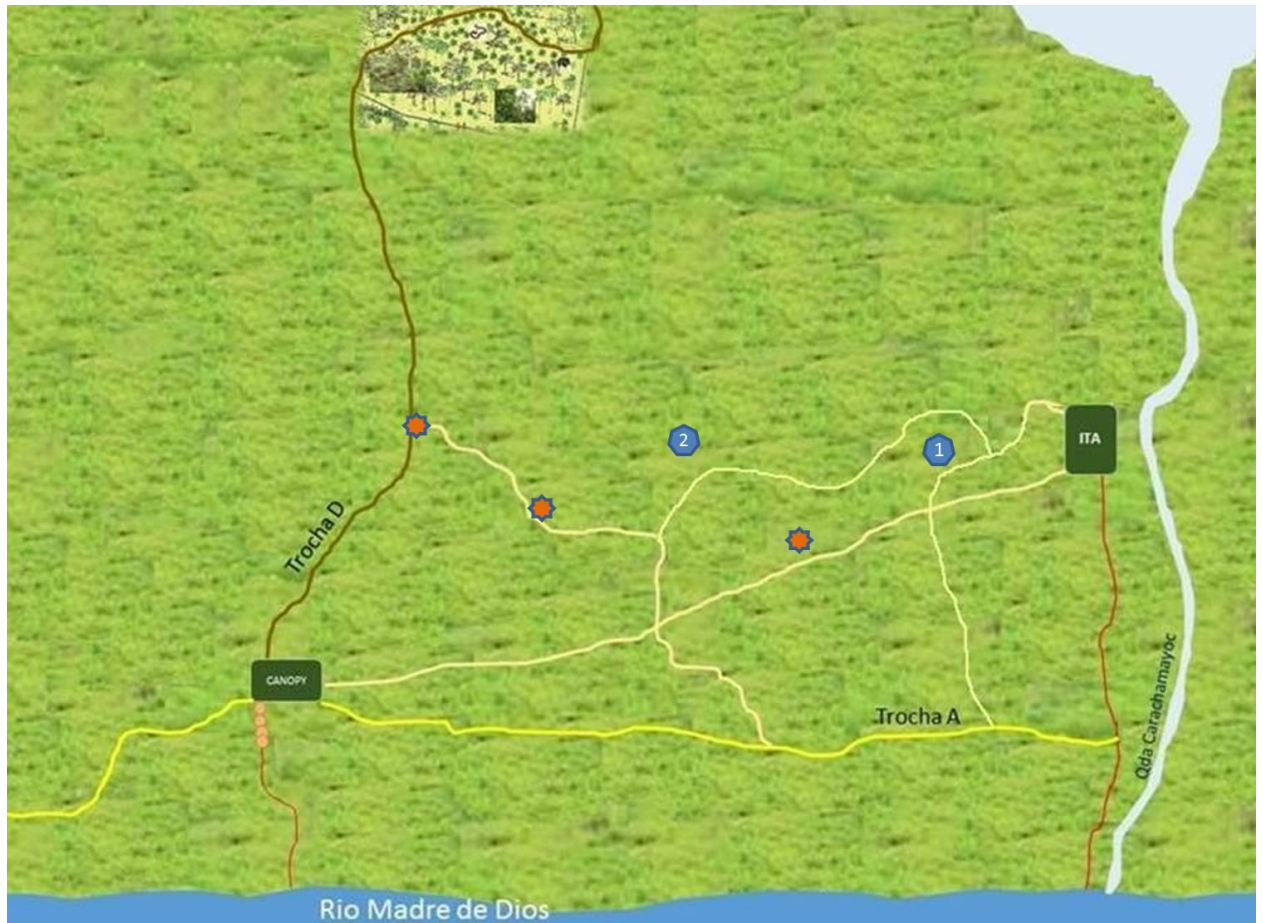 2
1
ITA
Trocha D
CANOPY
Trocha A
Qda Carachamayoc
Rio Madre de Dios